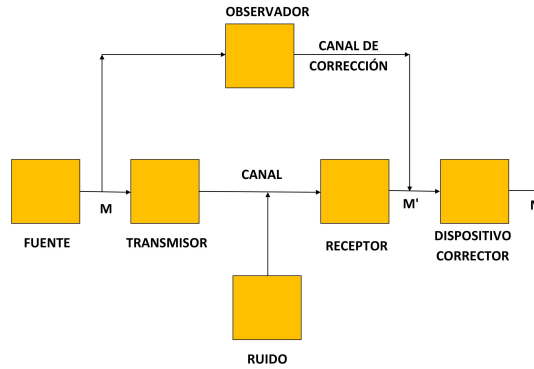 OBSERVADOR
CANAL DE
CORRECCIÓN
CANAL
M
M'
FUENTE
TRANSMISOR
RECEPTOR
DISPOSITIVO
CORRECTOR
RUIDO